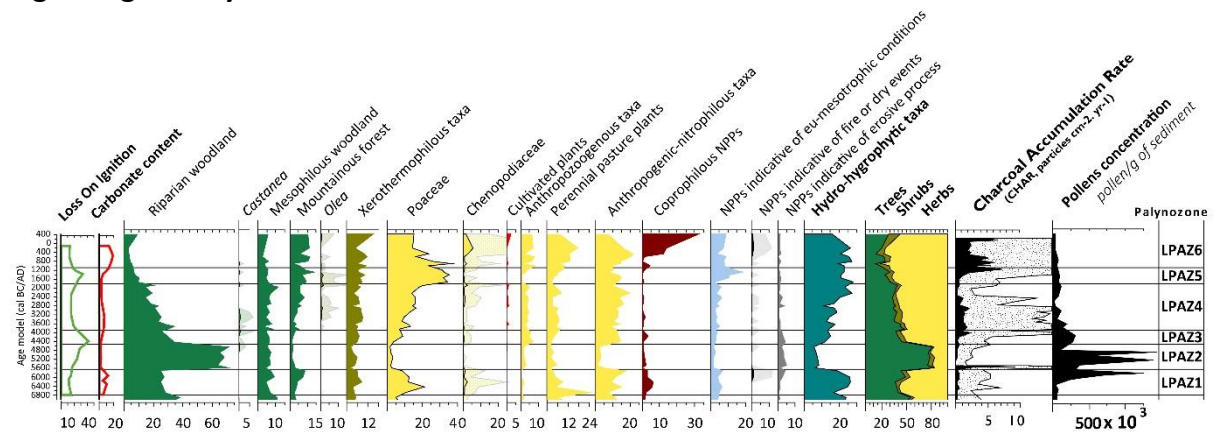 Loss On Ignition
Carbonate content
Riparian woodland
Castanea
Mesophilous woodland
Mountainous forest
Olea
Xerothermophilous taxa
Poaceae
Chenopodiaceae
Cultivated plants
Anthropozoogenous taxa
Perennial pasture plants
Anthropogenic-nitrophilous taxa
Coprophilous NPPs
NPPs indicative of eu-mesotrophic conditions
NPPs indicative of fire or dry events
NPPs indicative of erosive process
Hydro-hygrophytic taxa
Trees
Shrubs
Herbs
Charcoal Accumulation Rate
(CHAR, particles cm-2. yr-1)
Pollens concentration
pollen/g of sediment
Palynozone
Age model (cal BC/AD)
400
0
400
800
1200
1600
2000
2400
2800
3200
3600
4000
4400
4800
5200
5600
6000
6400
6800
LPAZ6
LPAZ5
LPAZ4
LPAZ3
LPAZ2
LPAZ1
10 40 20 20 60 5 10 15 10 12 20 40 20 5 10 12 24 20 10 30 20 10 10 20 20 50 80 5 10 500 x 10³